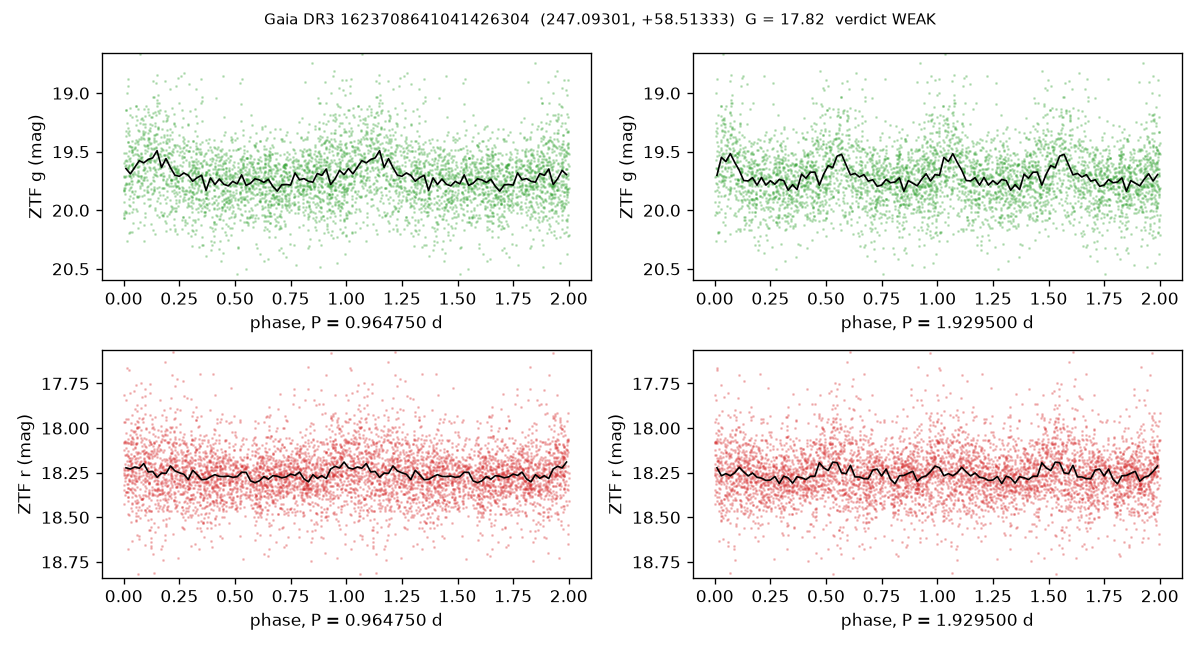 Gaia DR3 1623708641041426304 (247.09301, +58.51333) G = 17.82 verdict WEAK
ZTF g (mag)
19.0
19.5
20.0
20.5
0.00 0.25 0.50 0.75 1.00 1.25 1.50 1.75 2.00
phase, P = 0.964750 d
ZTF g (mag)
19.0
19.5
20.0
20.5
0.00 0.25 0.50 0.75 1.00 1.25 1.50 1.75 2.00
phase, P = 1.929500 d
ZTF r (mag)
17.75
18.00
18.25
18.50
18.75
0.00 0.25 0.50 0.75 1.00 1.25 1.50 1.75 2.00
phase, P = 0.964750 d
ZTF r (mag)
17.75
18.00
18.25
18.50
18.75
0.00 0.25 0.50 0.75 1.00 1.25 1.50 1.75 2.00
phase, P = 1.929500 d